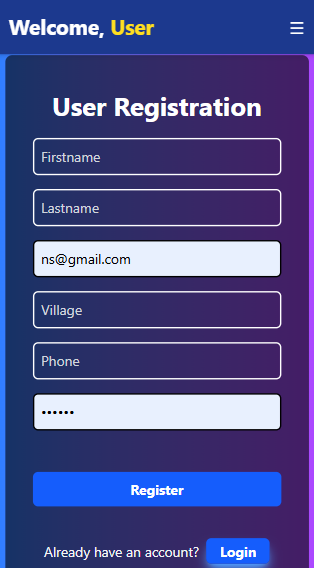 Welcome, User
User Registration
Firstname
Lastname
ns@gmail.com
Village
Phone
••••••
Register
Already have an account? Login